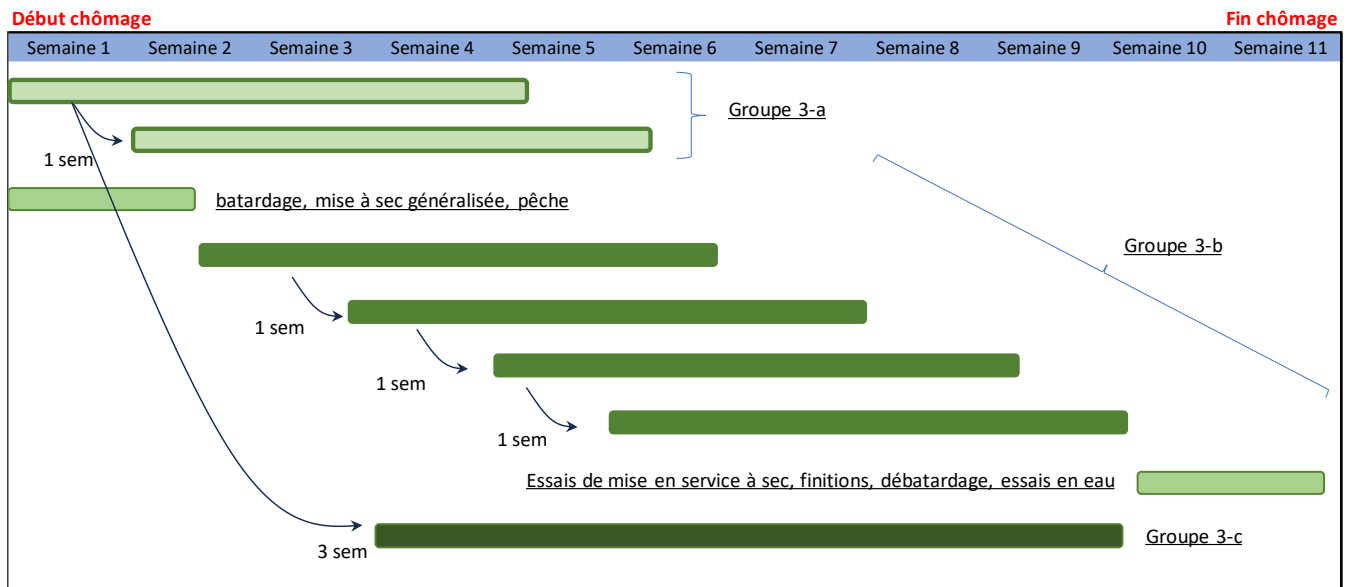 Début chômage
Fin chômage
Semaine 1
Semaine 2
Semaine 3
Semaine 4
Semaine 5
Semaine 6
Semaine 7
Semaine 8
Semaine 9
Semaine 10
Semaine 11
Groupe 3-a
1 sem
batardage, mise à sec généralisée, pêche
Groupe 3-b
1 sem
1 sem
1 sem
Essais de mise en service à sec, finitions, débatardage, essais en eau
3 sem
Groupe 3-c